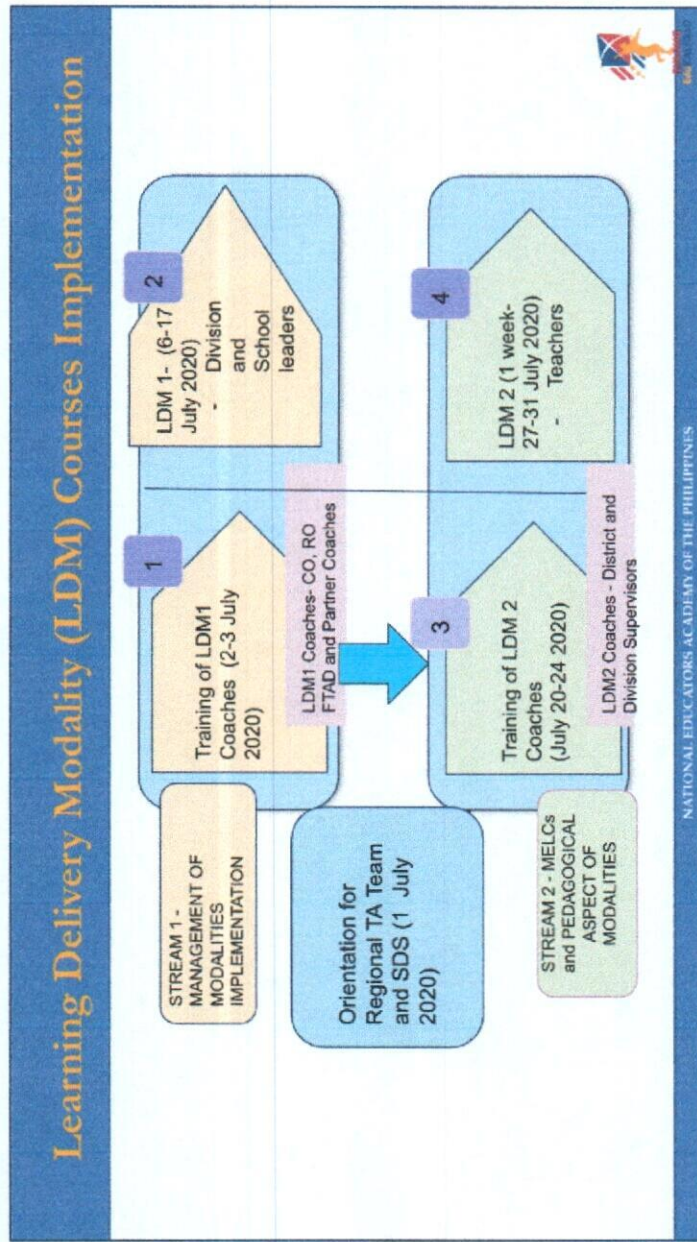 Learning Delivery Modality (LDM) Courses Implementation
STREAM 1 -
MANAGEMENT OF
MODALITIES
IMPLEMENTATION
1
Training of LDM1
Coaches (2-3 July
2020)
LDM1 Coaches- CO, RO
FTAD and Partner Coaches
2
LDM 1- (6-17
July 2020)
- Division
and
School
leaders
Orientation for
Regional TA Team
and SDS (1 July
2020)
STREAM 2 - MELCs
and PEDAGOGICAL
ASPECT OF
MODALITIES
3
Training of LDM 2
Coaches
(July 20-24 2020)
LDM2 Coaches - District and
Division Supervisors
4
LDM 2 (1 week-
27-31 July 2020)
- Teachers
NATIONAL EDUCATORS ACADEMY OF THE PHILIPPINES